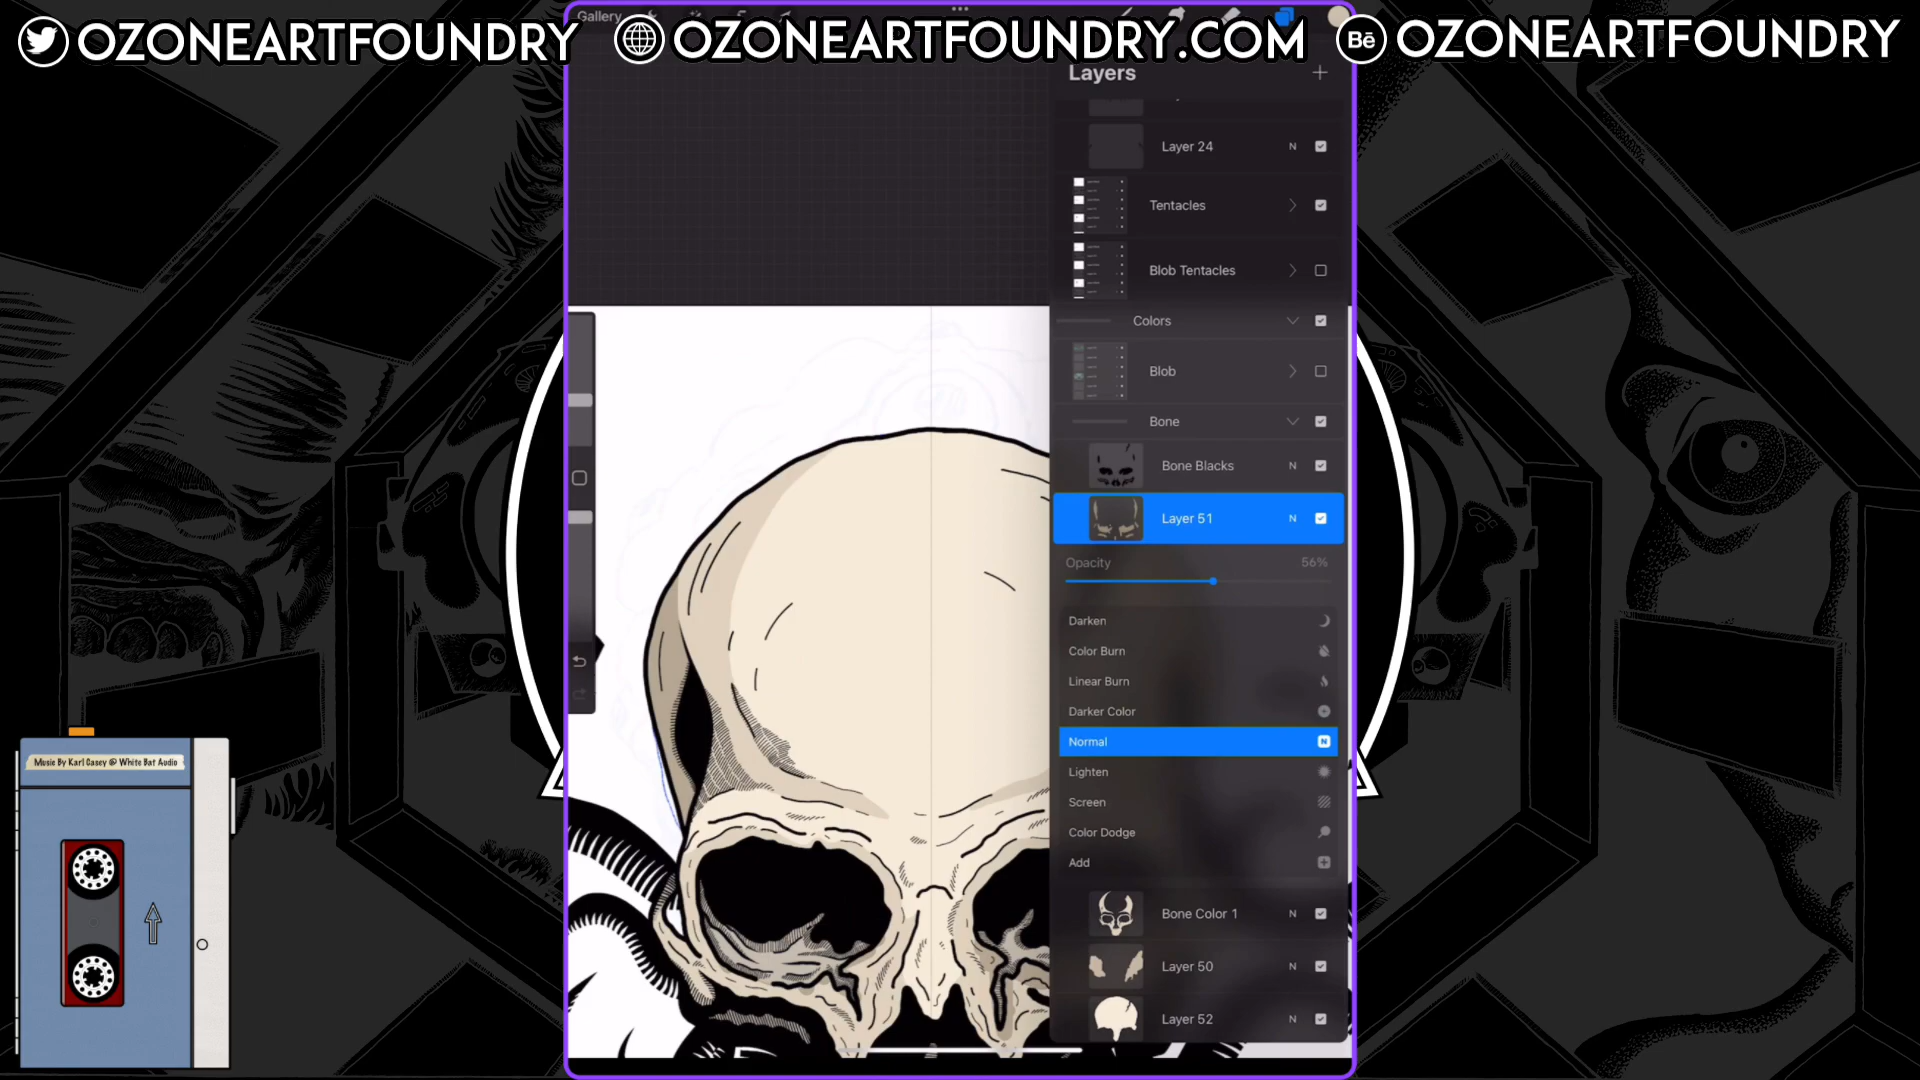 OZONEARTFOUNDRY
OZONEARTFOUNDRY.COM
Bē OZONEARTFOUNDRY
Gallery
Layers
Layer 24 N
Tentacles
Blob Tentacles
Colors
Blob
Bone
Bone Blacks N
Layer 51 N
Opacity 56%
Darken
Color Burn
Linear Burn
Darker Color
Normal N
Lighten
Screen
Color Dodge
Add
Bone Color 1 N
Layer 50 N
Layer 52 N
Music By Karl Casey @ White Bat Audio